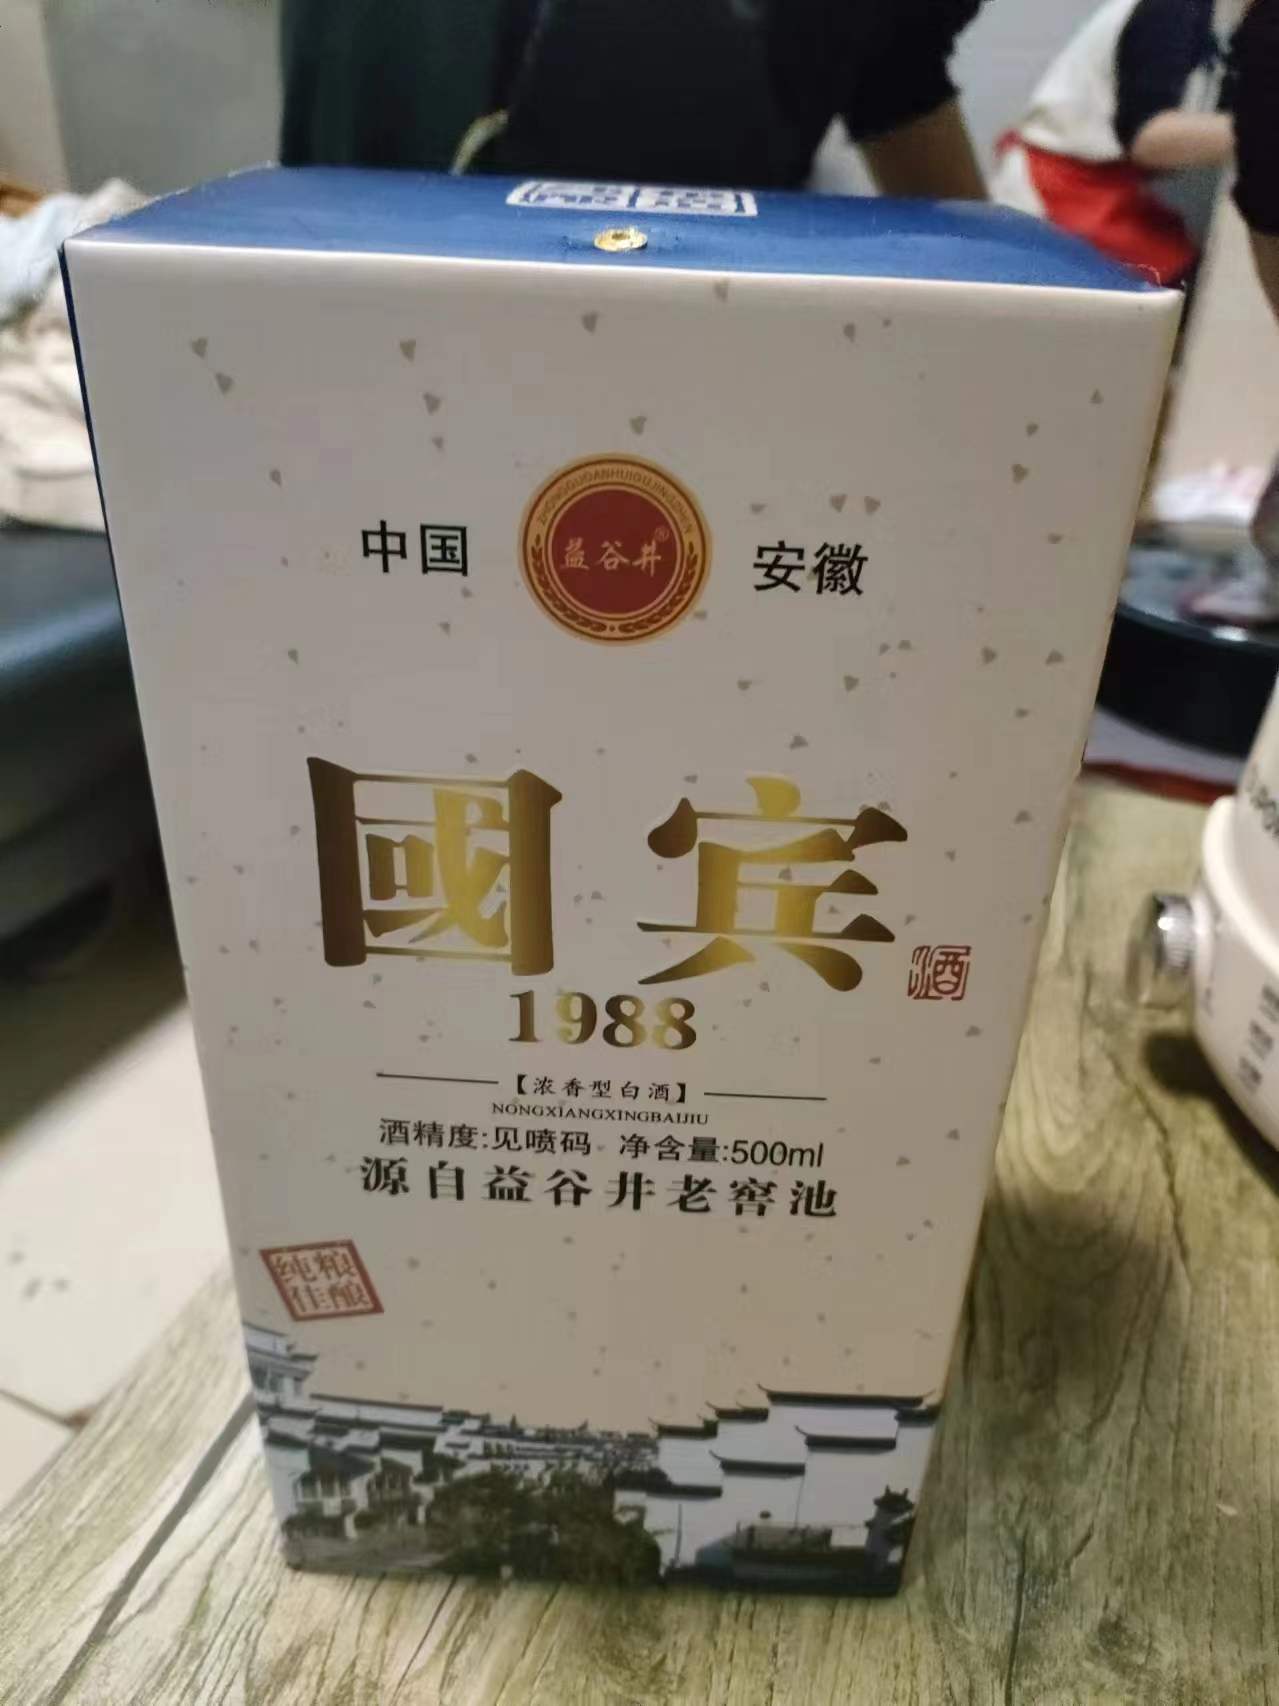 ZHONGGUOANHUIGUJINGZHEN
中国 益谷井® 安徽
國宾
酒
1988
【浓香型白酒】
NONGXIANGXINGBAIJIU
酒精度:见喷码 净含量:500ml
源自益谷井老窖池
纯粮
佳酿